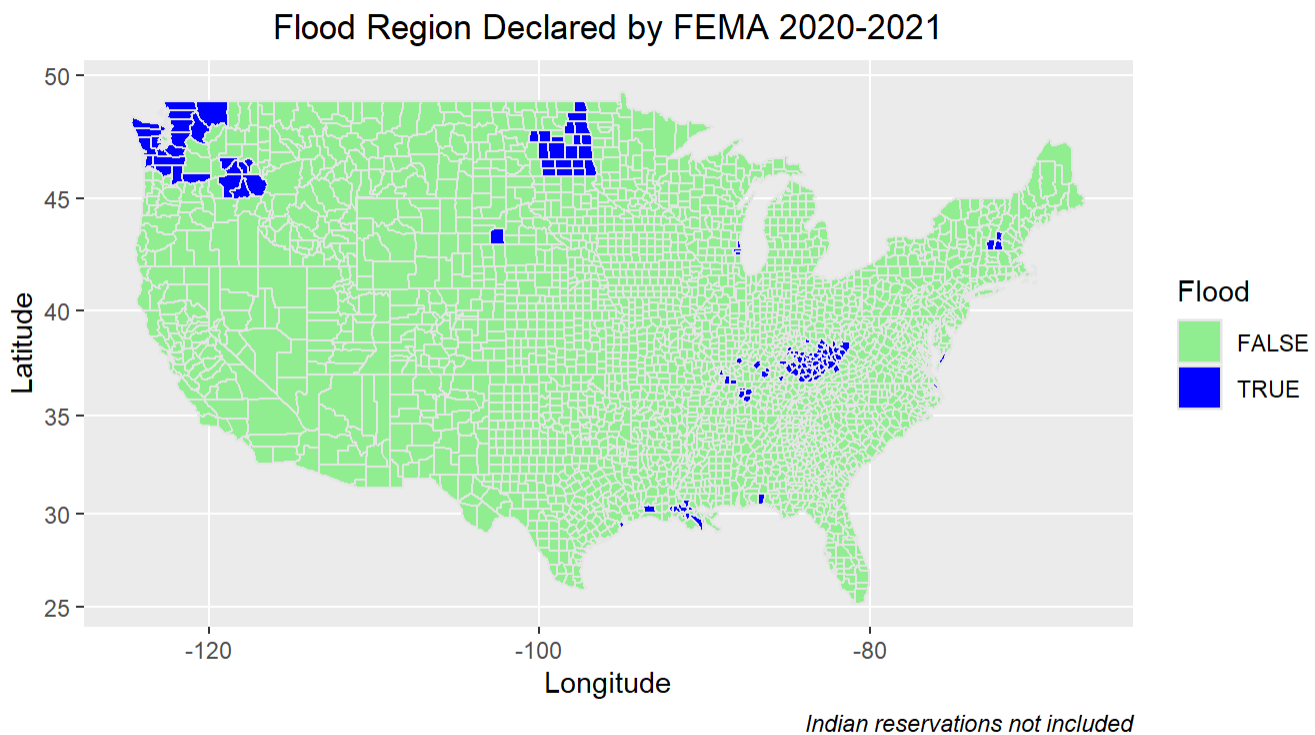 Flood Region Declared by FEMA 2020-2021
50
45
40
35
30
25
Latitude
-120
-100
-80
Longitude
Flood
FALSE
TRUE
Indian reservations not included